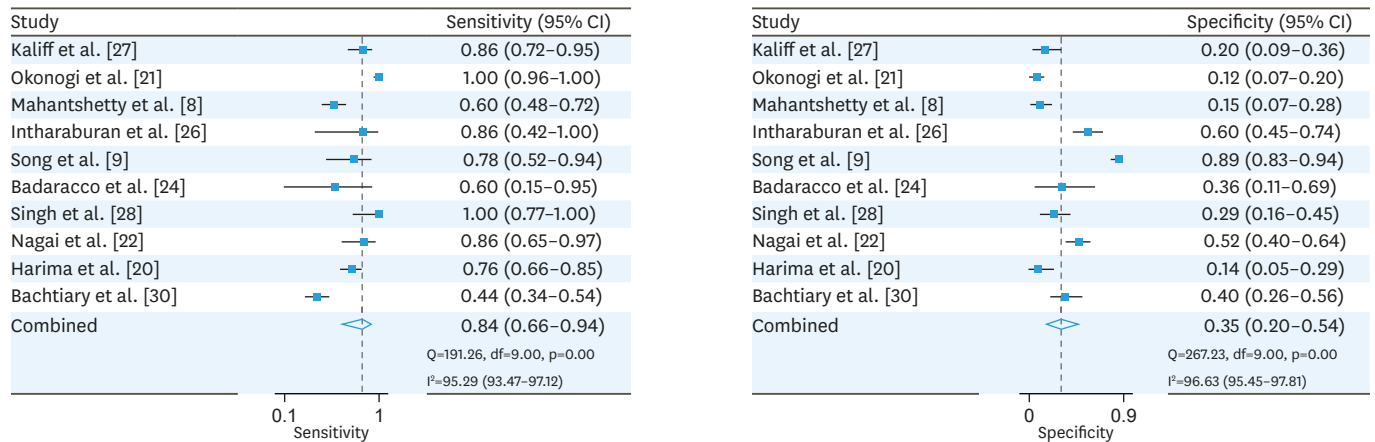 Study Sensitivity (95% CI)
Kaliff et al. [27] 0.86 (0.72–0.95)
Okonogi et al. [21] 1.00 (0.96–1.00)
Mahantshetty et al. [8] 0.60 (0.48–0.72)
Intharaburan et al. [26] 0.86 (0.42–1.00)
Song et al. [9] 0.78 (0.52–0.94)
Badaracco et al. [24] 0.60 (0.15–0.95)
Singh et al. [28] 1.00 (0.77–1.00)
Nagai et al. [22] 0.86 (0.65–0.97)
Harima et al. [20] 0.76 (0.66–0.85)
Bachtiary et al. [30] 0.44 (0.34–0.54)
Combined 0.84 (0.66–0.94)
Q=191.26, df=9.00, p=0.00
I²=95.29 (93.47–97.12)
0.1 1
Sensitivity
Study Specificity (95% CI)
Kaliff et al. [27] 0.20 (0.09–0.36)
Okonogi et al. [21] 0.12 (0.07–0.20)
Mahantshetty et al. [8] 0.15 (0.07–0.28)
Intharaburan et al. [26] 0.60 (0.45–0.74)
Song et al. [9] 0.89 (0.83–0.94)
Badaracco et al. [24] 0.36 (0.11–0.69)
Singh et al. [28] 0.29 (0.16–0.45)
Nagai et al. [22] 0.52 (0.40–0.64)
Harima et al. [20] 0.14 (0.05–0.29)
Bachtiary et al. [30] 0.40 (0.26–0.56)
Combined 0.35 (0.20–0.54)
Q=267.23, df=9.00, p=0.00
I²=96.63 (95.45–97.81)
0 0.9
Specificity